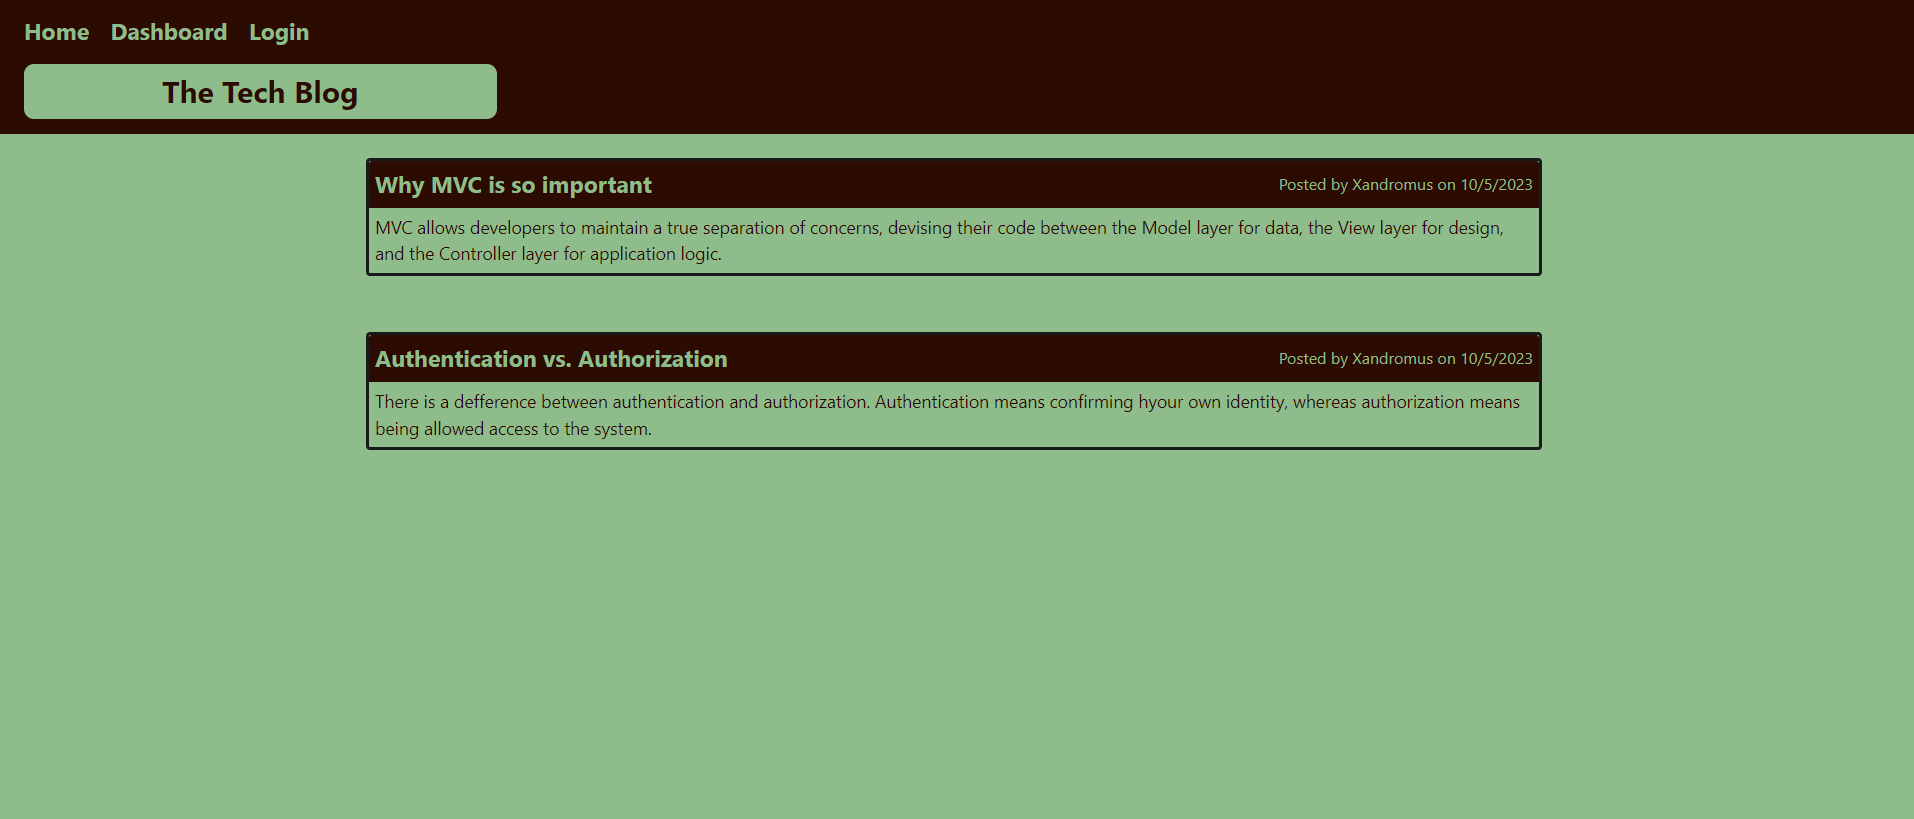 Home Dashboard Login
The Tech Blog
Why MVC is so important Posted by Xandromus on 10/5/2023
MVC allows developers to maintain a true separation of concerns, devising their code between the Model layer for data, the View layer for design,
and the Controller layer for application logic.
Authentication vs. Authorization Posted by Xandromus on 10/5/2023
There is a defference between authentication and authorization. Authentication means confirming hyour own identity, whereas authorization means
being allowed access to the system.